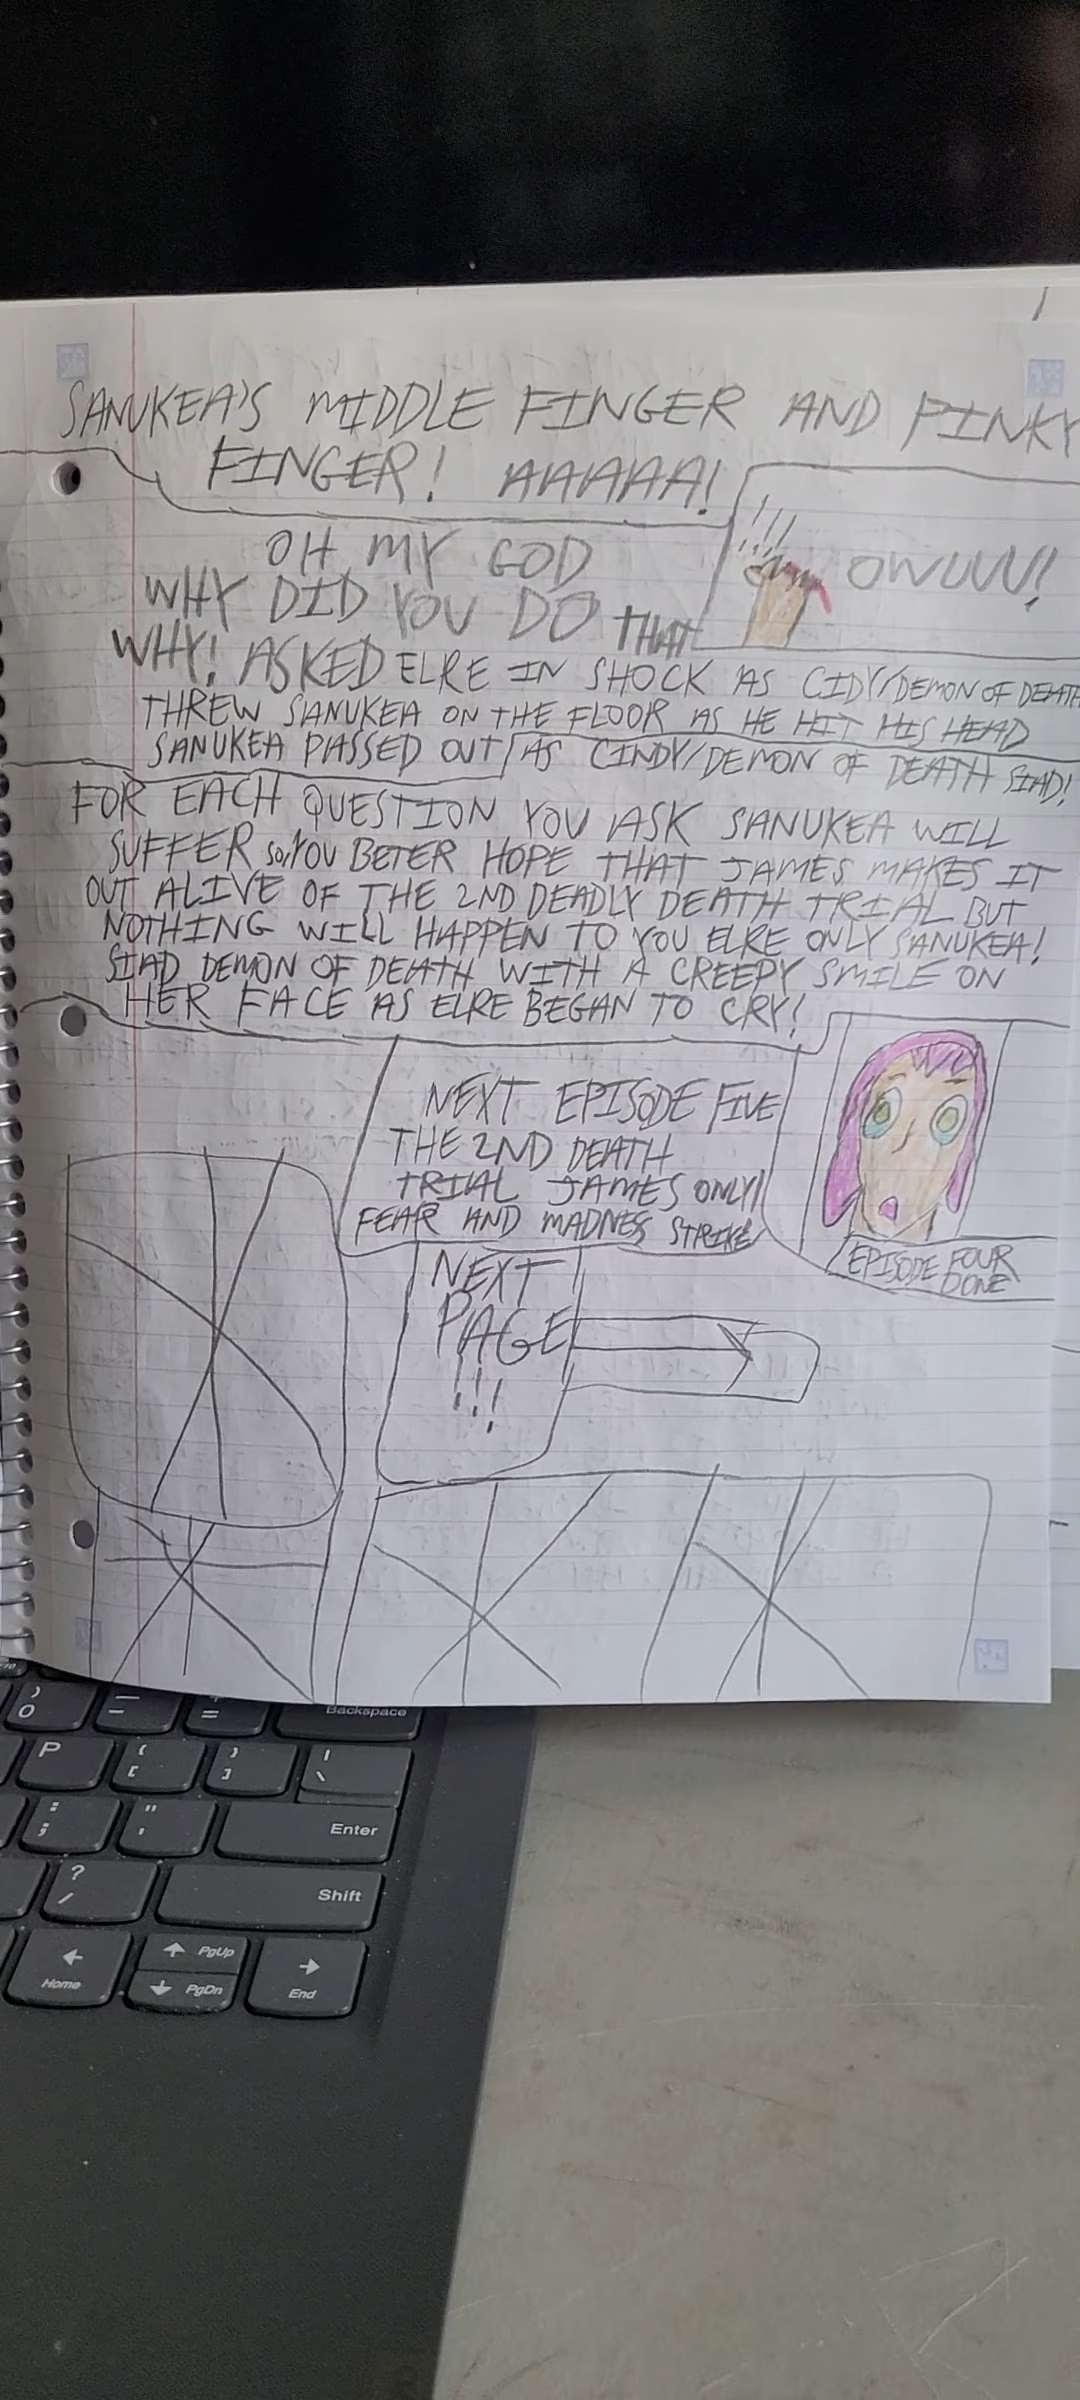 SANUKEA'S MIDDLE FINGER AND PINKY
FINGER! AAAAAA!
OH MY GOD
WHY DID YOU DO THAT
OWUUU!
WHY! ASKED ELRE IN SHOCK AS CIDY/DEMON OF DEATH
THREW SANUKEA ON THE FLOOR AS HE HIT HIS HEAD
SANUKEA PASSED OUT AS CINDY/DEMON OF DEATH SIAD!
FOR EACH QUESTION YOU ASK SANUKEA WILL
SUFFER so, YOU BETER HOPE THAT JAMES MAKES IT
OUT ALIVE OF THE 2ND DEADLY DEATH TRIAL BUT
NOTHING WILL HAPPEN TO YOU ELRE ONLY SANUKEA!
SIAD DEMON OF DEATH WITH A CREEPY SMILE ON
HER FACE AS ELRE BEGAN TO CRY!
NEXT EPISODE FIVE
THE 2ND DEATH
TRIAL JAMES ONLY!
FEAR AND MADNESS STRIKE
EPISODE FOUR
DONE
NEXT
PAGE
!!!
) 0
_ -
+ =
Backspace
P
{ [
} ]
| \
: ;
" '
Enter
? /
Shift
Home
PgUp
PgDn
End